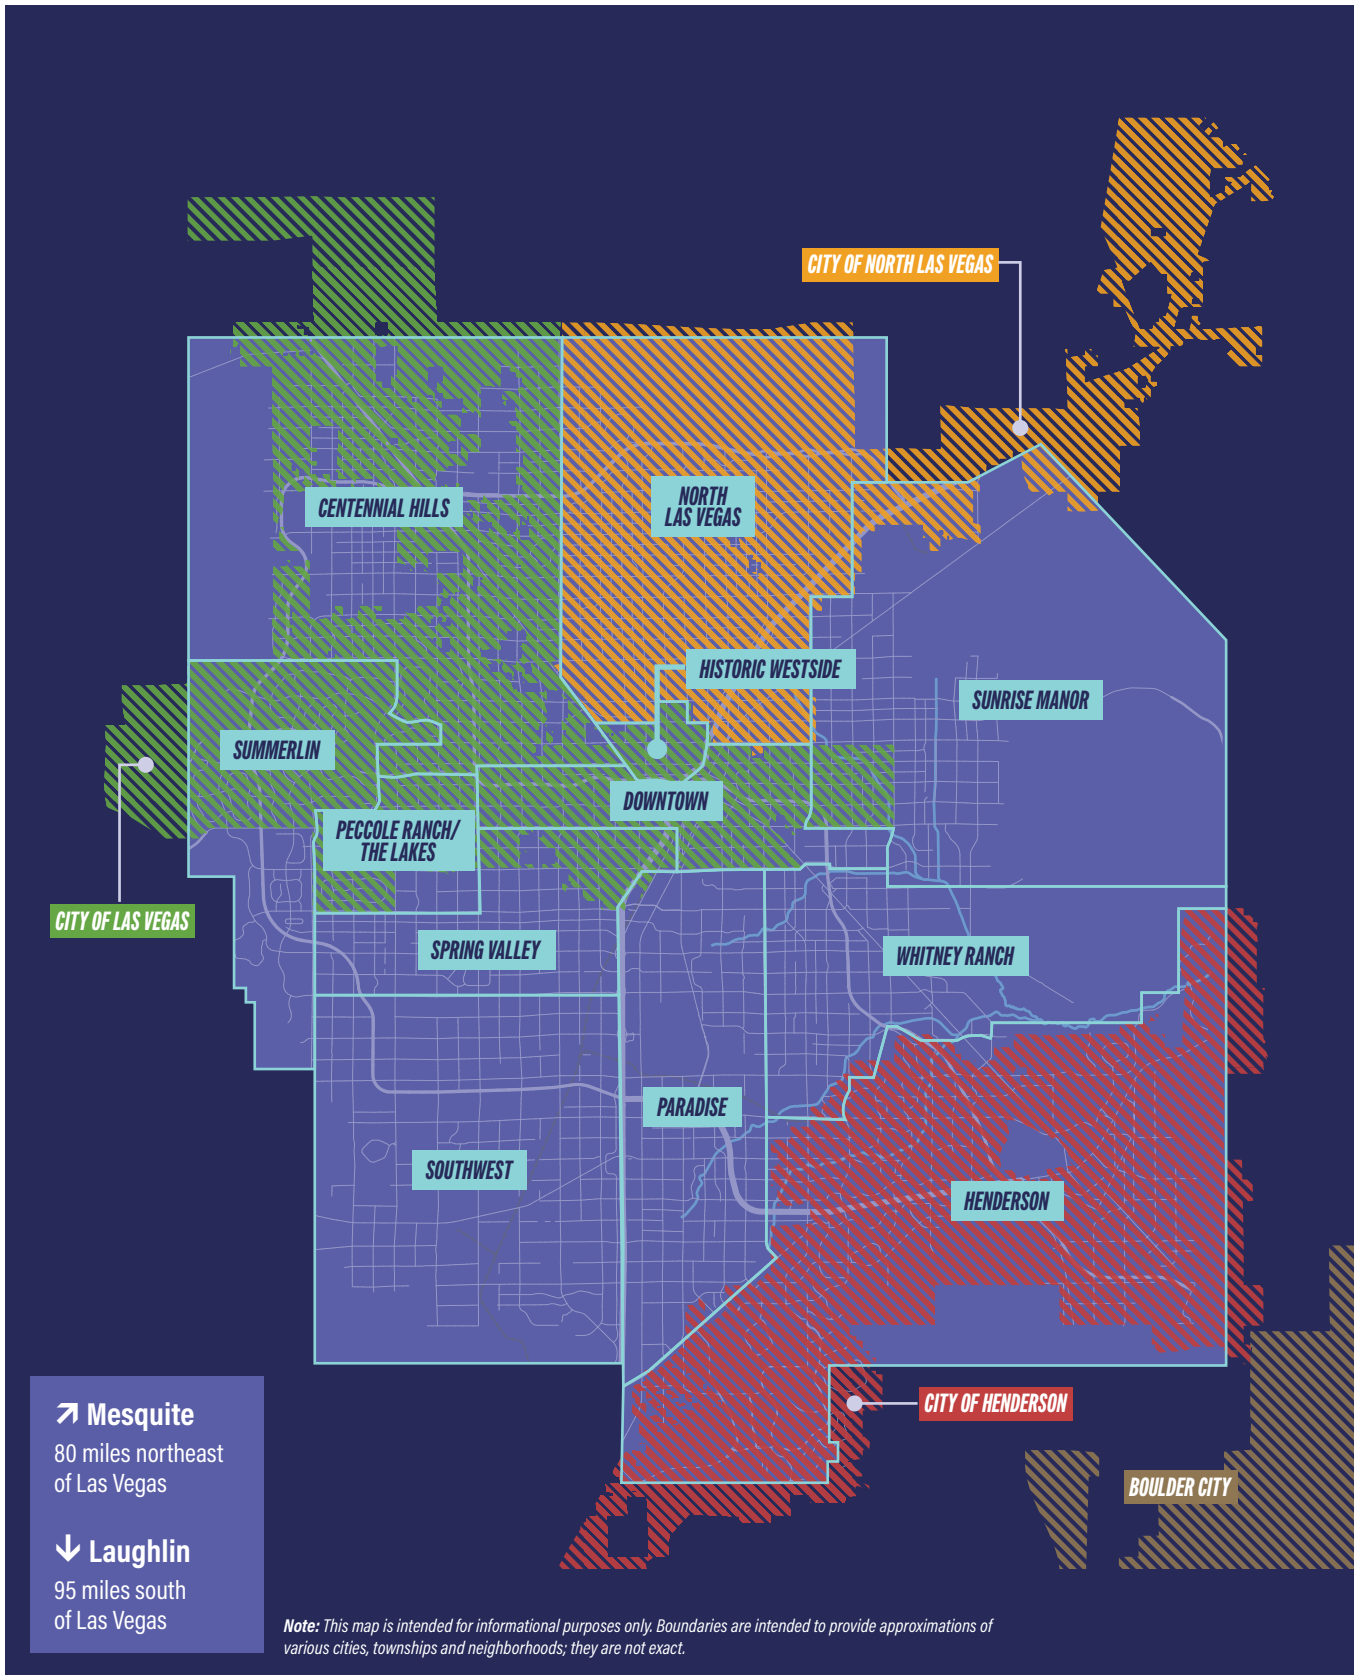 CITY OF NORTH LAS VEGAS
CENTENNIAL HILLS
NORTH
LAS VEGAS
HISTORIC WESTSIDE
SUNRISE MANOR
SUMMERLIN
DOWNTOWN
PECCOLE RANCH/
THE LAKES
CITY OF LAS VEGAS
SPRING VALLEY
WHITNEY RANCH
PARADISE
SOUTHWEST
HENDERSON
CITY OF HENDERSON
BOULDER CITY
Mesquite
80 miles northeast
of Las Vegas
Laughlin
95 miles south
of Las Vegas
Note: This map is intended for informational purposes only. Boundaries are intended to provide approximations of
various cities, townships and neighborhoods; they are not exact.